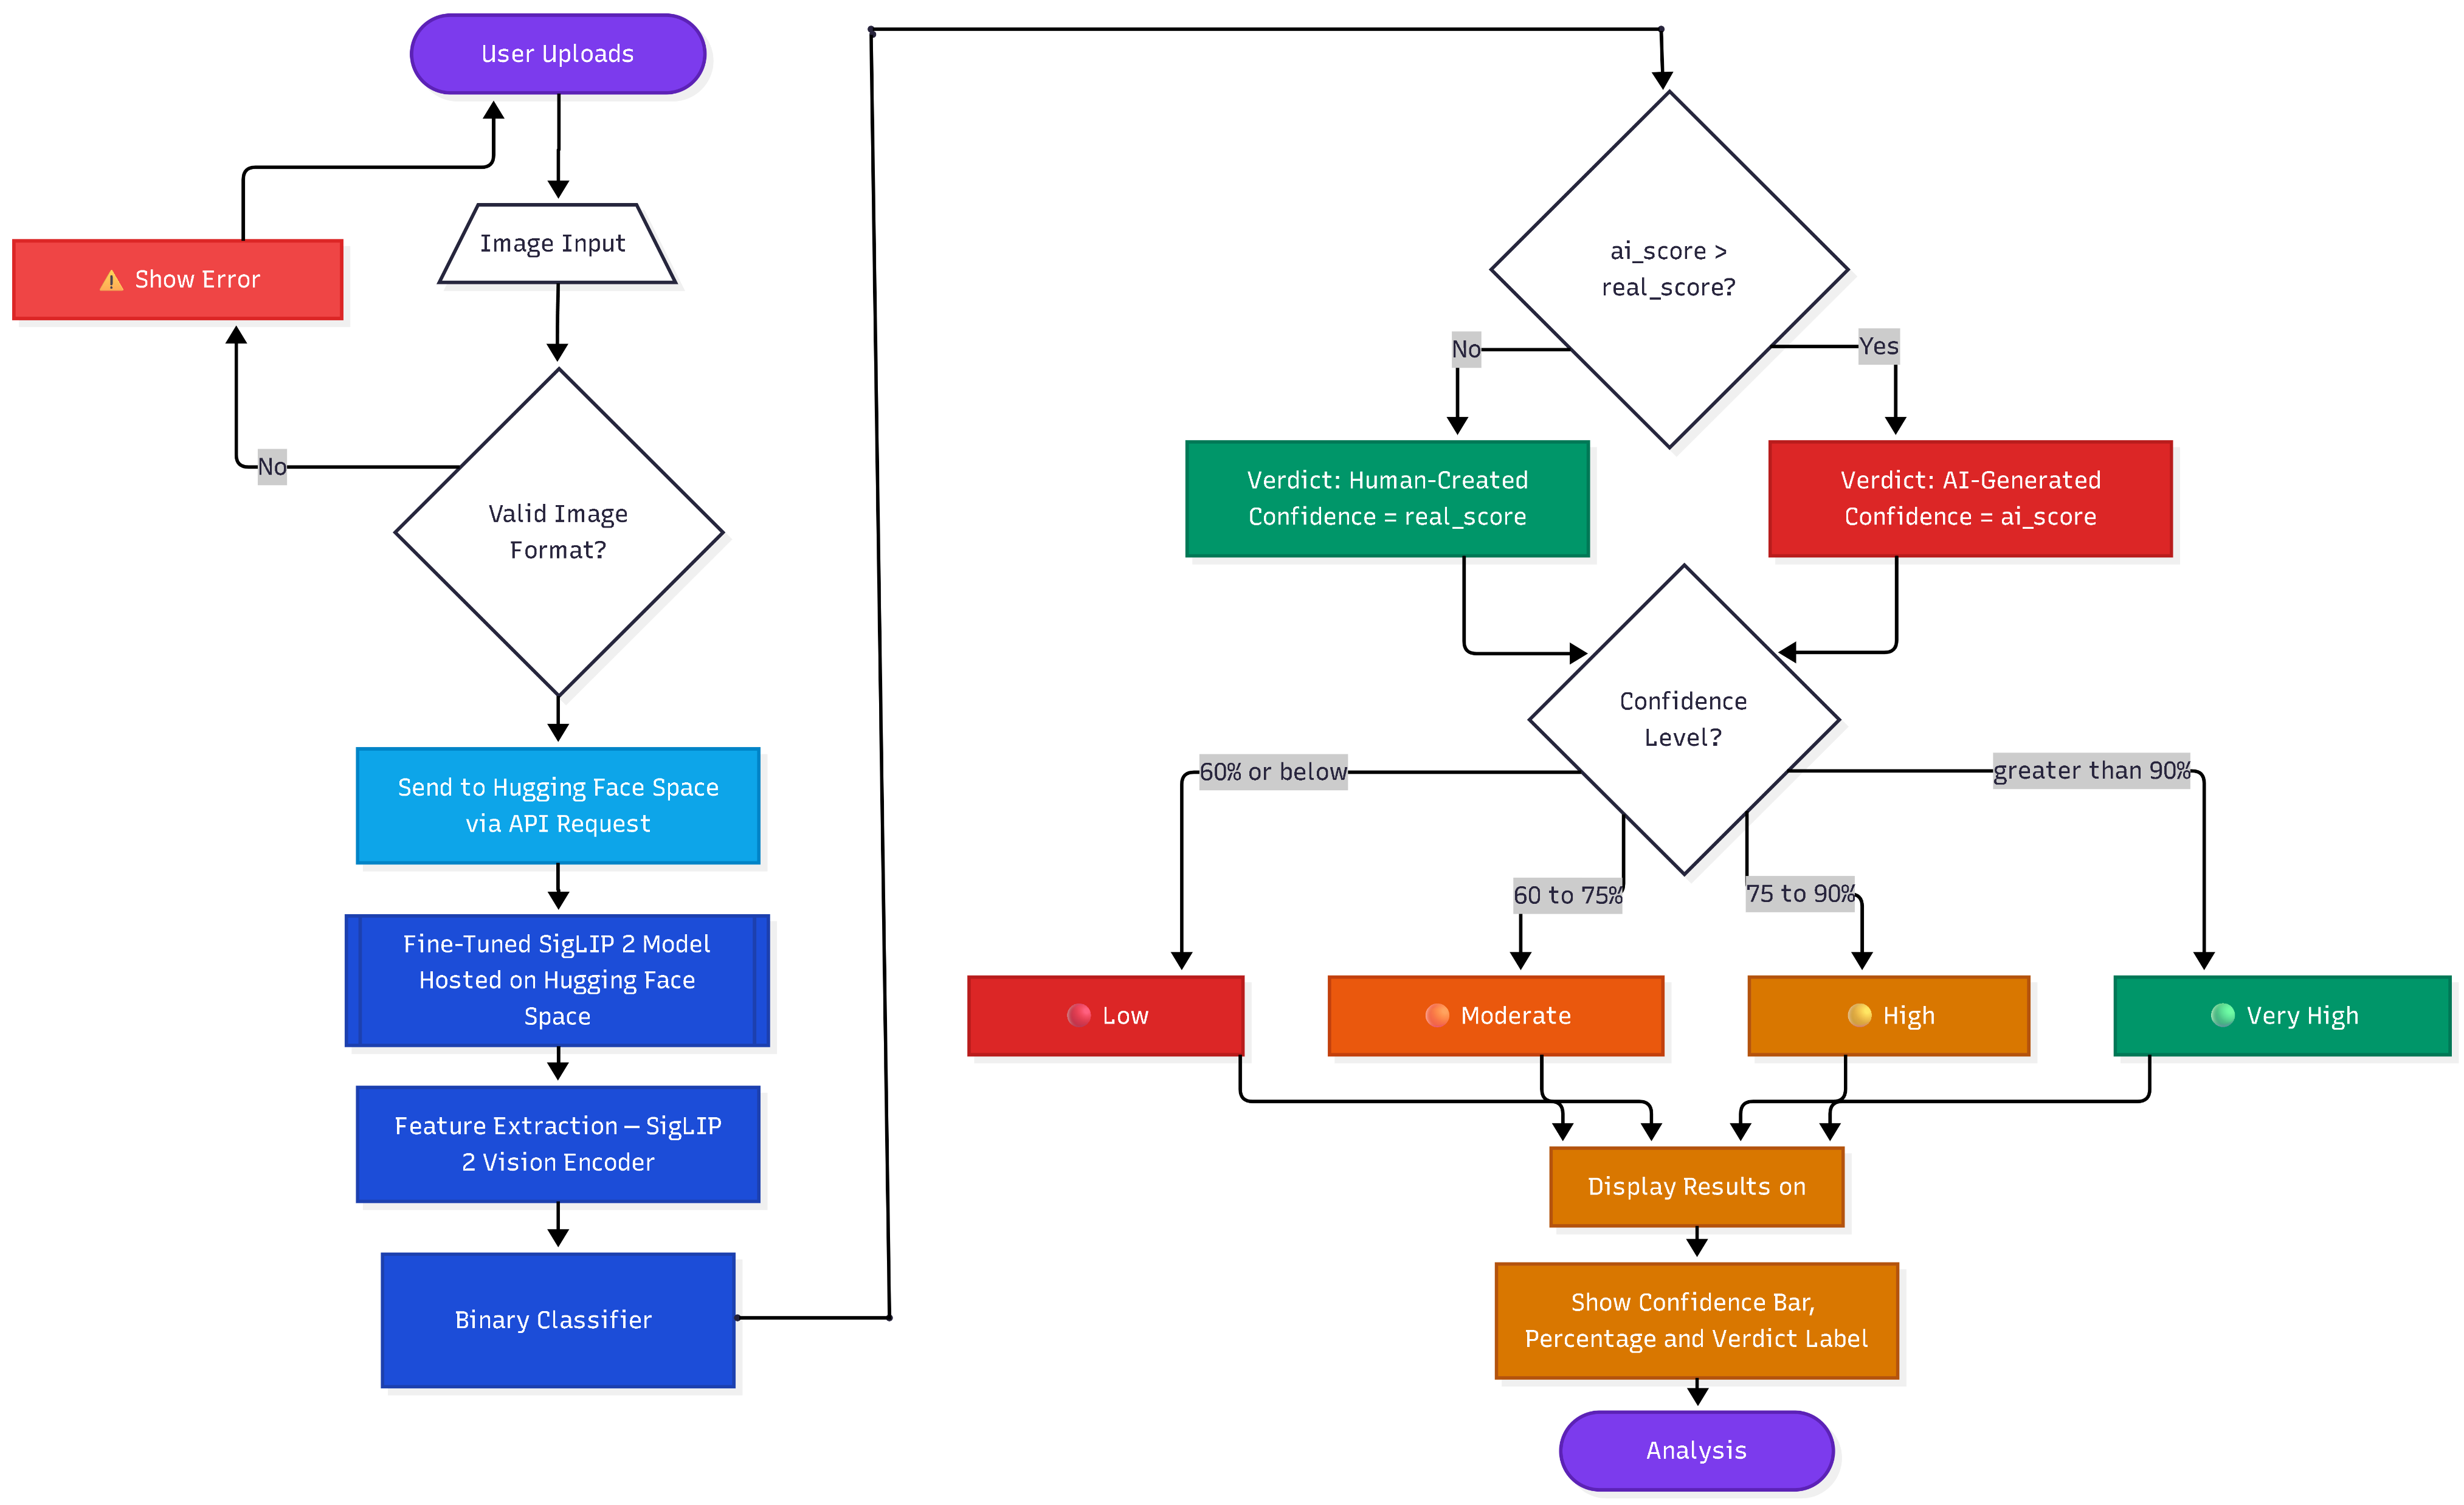 User Uploads
Image Input
⚠️ Show Error
No
Valid Image
Format?
Send to Hugging Face Space
via API Request
Fine-Tuned SigLIP 2 Model
Hosted on Hugging Face
Space
Feature Extraction — SigLIP
2 Vision Encoder
Binary Classifier
ai_score >
real_score?
No
Yes
Verdict: Human-Created
Confidence = real_score
Verdict: AI-Generated
Confidence = ai_score
Confidence
Level?
60% or below
greater than 90%
60 to 75%
75 to 90%
🔴 Low
🟠 Moderate
🟡 High
🟢 Very High
Display Results on
Show Confidence Bar,
Percentage and Verdict Label
Analysis